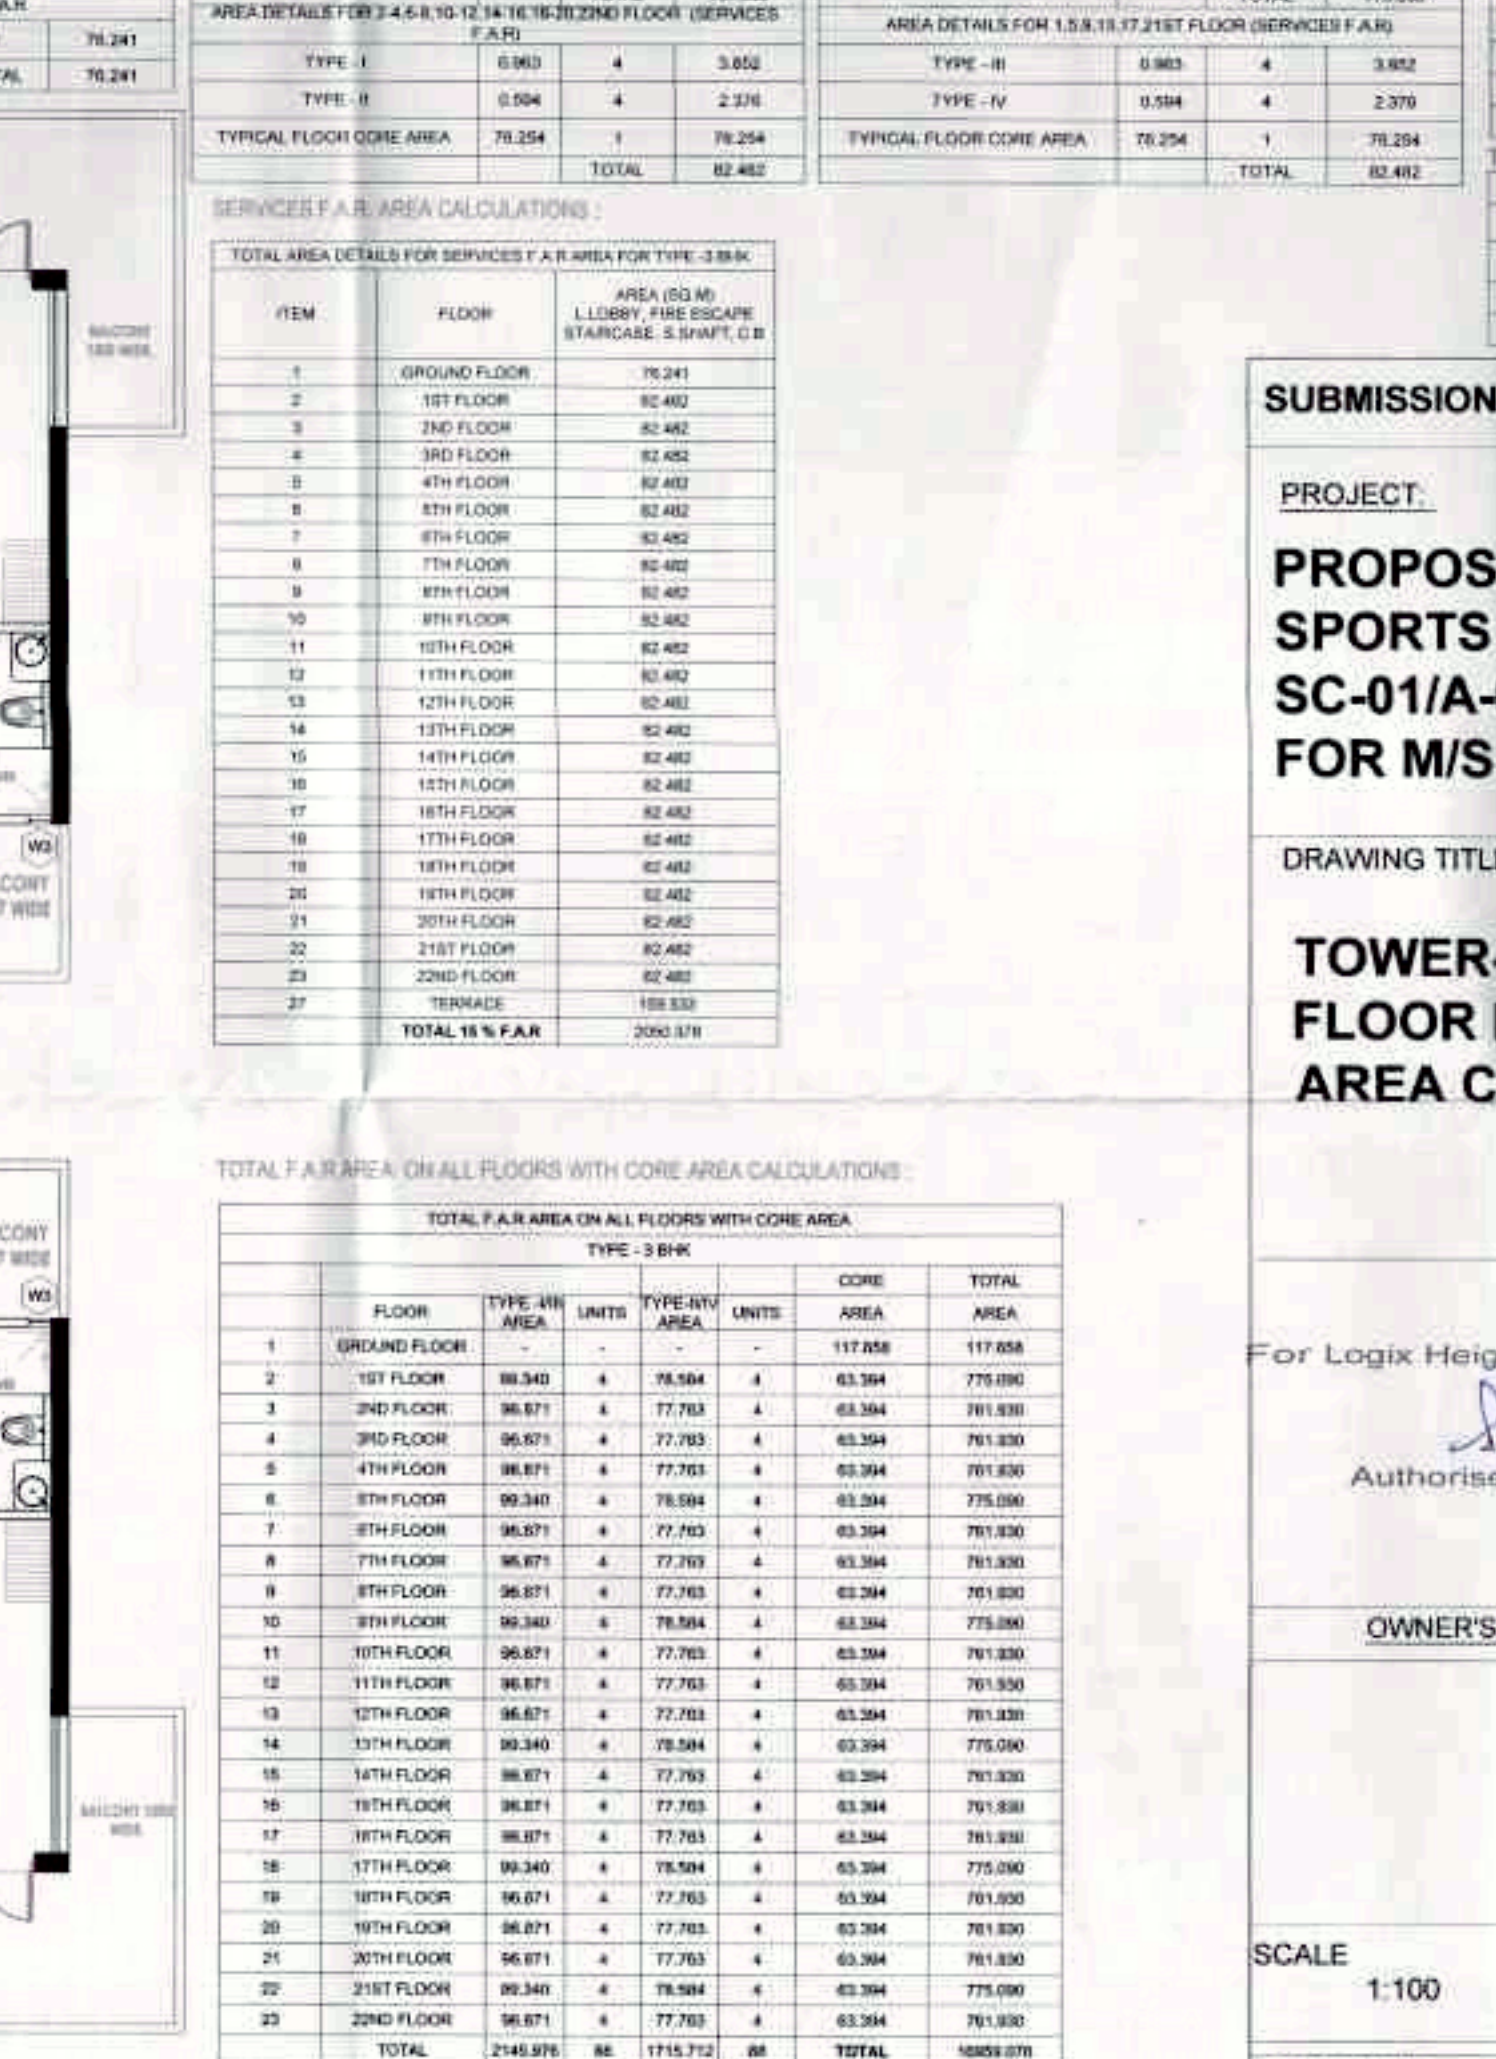 A.R
76.241
AL 76.241
AREA DETAILS FOR 2-4,6-8,10-12,14-16,18-20,22ND FLOOR (SERVICES
F.A.R)
TYPE - I 0.963 4 3.852
TYPE - II 0.594 4 2.376
TYPICAL FLOOR CORE AREA 76.254 1 76.254
TOTAL 82.482
AREA DETAILS FOR 1,5,9,13,17,21ST FLOOR (SERVICES F.A.R)
TYPE - III 0.963 4 3.852
TYPE - IV 0.594 4 2.376
TYPICAL FLOOR CORE AREA 76.254 1 76.254
TOTAL 82.482
SERVICES F.A.R. AREA CALCULATIONS :
TOTAL AREA DETAILS FOR SERVICES F.A.R AREA FOR TYPE -3 BHK
ITEM FLOOR AREA (SQ.M)
L.LOBBY, FIRE ESCAPE
STAIRCASE, S.SHAFT, C.B
1 GROUND FLOOR 76.241
2 1ST FLOOR 82.482
3 2ND FLOOR 82.482
4 3RD FLOOR 82.482
5 4TH FLOOR 82.482
6 5TH FLOOR 82.482
7 6TH FLOOR 82.482
8 7TH FLOOR 82.482
9 8TH FLOOR 82.482
10 9TH FLOOR 82.482
11 10TH FLOOR 82.482
12 11TH FLOOR 82.482
13 12TH FLOOR 82.482
14 13TH FLOOR 82.482
15 14TH FLOOR 82.482
16 15TH FLOOR 82.482
17 16TH FLOOR 82.482
18 17TH FLOOR 82.482
19 18TH FLOOR 82.482
20 19TH FLOOR 82.482
21 20TH FLOOR 82.482
22 21ST FLOOR 82.482
23 22ND FLOOR 82.482
27 TERRACE
TOTAL 15 % F.A.R
BALCONY
WIDE
W3
CONY
WIDE
TOTAL F.A.R AREA ON ALL FLOORS WITH CORE AREA CALCULATIONS :
TOTAL F.A.R AREA ON ALL FLOORS WITH CORE AREA
TYPE - 3 BHK
CORE TOTAL
FLOOR TYPE -I/III AREA UNITS TYPE-II/IV AREA UNITS AREA AREA
1 GROUND FLOOR - - - - 117.858 117.858
2 1ST FLOOR 99.340 4 78.584 4 63.394 775.090
3 2ND FLOOR 96.871 4 77.763 4 63.394 761.930
4 3RD FLOOR 96.871 4 77.763 4 63.394 761.930
5 4TH FLOOR 96.871 4 77.763 4 63.394 761.930
6 5TH FLOOR 99.340 4 78.584 4 63.394 775.090
7 6TH FLOOR 96.871 4 77.763 4 63.394 761.930
8 7TH FLOOR 96.871 4 77.763 4 63.394 761.930
9 8TH FLOOR 96.871 4 77.763 4 63.394 761.930
10 9TH FLOOR 99.340 4 78.584 4 63.394 775.090
11 10TH FLOOR 96.871 4 77.763 4 63.394 761.930
12 11TH FLOOR 96.871 4 77.763 4 63.394 761.930
13 12TH FLOOR 96.871 4 77.763 4 63.394 761.930
14 13TH FLOOR 99.340 4 78.584 4 63.394 775.090
15 14TH FLOOR 96.871 4 77.763 4 63.394 761.930
16 15TH FLOOR 96.871 4 77.763 4 63.394 761.930
17 16TH FLOOR 96.871 4 77.763 4 63.394 761.930
18 17TH FLOOR 99.340 4 78.584 4 63.394 775.090
19 18TH FLOOR 96.871 4 77.763 4 63.394 761.930
20 19TH FLOOR 96.871 4 77.763 4 63.394 761.930
21 20TH FLOOR 96.871 4 77.763 4 63.394 761.930
22 21ST FLOOR 99.340 4 78.584 4 63.394 775.090
23 22ND FLOOR 96.871 4 77.763 4 63.394 761.930
TOTAL 2145.976 88 1715.712 88 TOTAL 16959.078
CONY
WIDE
W3
BALCONY
WIDE
SUBMISSION
PROJECT:
PROPOS
SPORTS
SC-01/A-
FOR M/S
DRAWING TITL
TOWER-
FLOOR
AREA C
For Logix Heig
Authorise
OWNER'S
SCALE
1:100